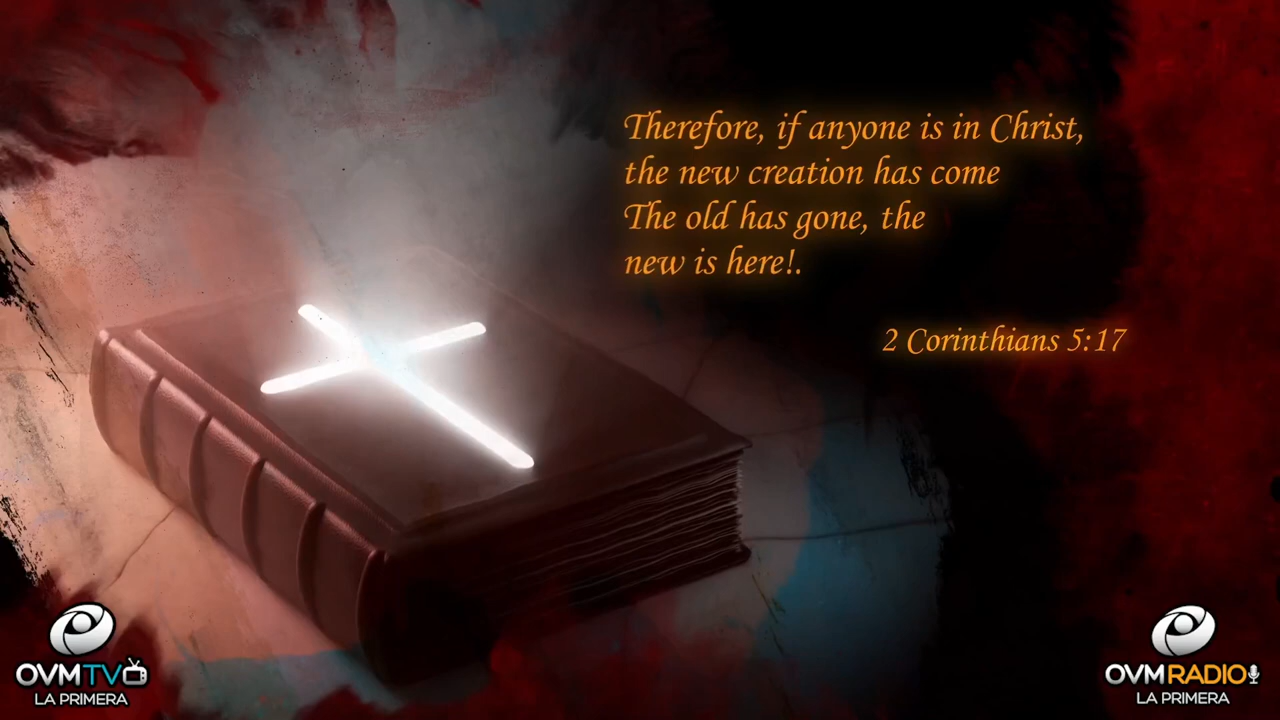 Therefore, if anyone is in Christ,
the new creation has come
The old has gone, the
new is here!.
2 Corinthians 5:17
OVMTV
LA PRIMERA
OVMRADIO
LA PRIMERA